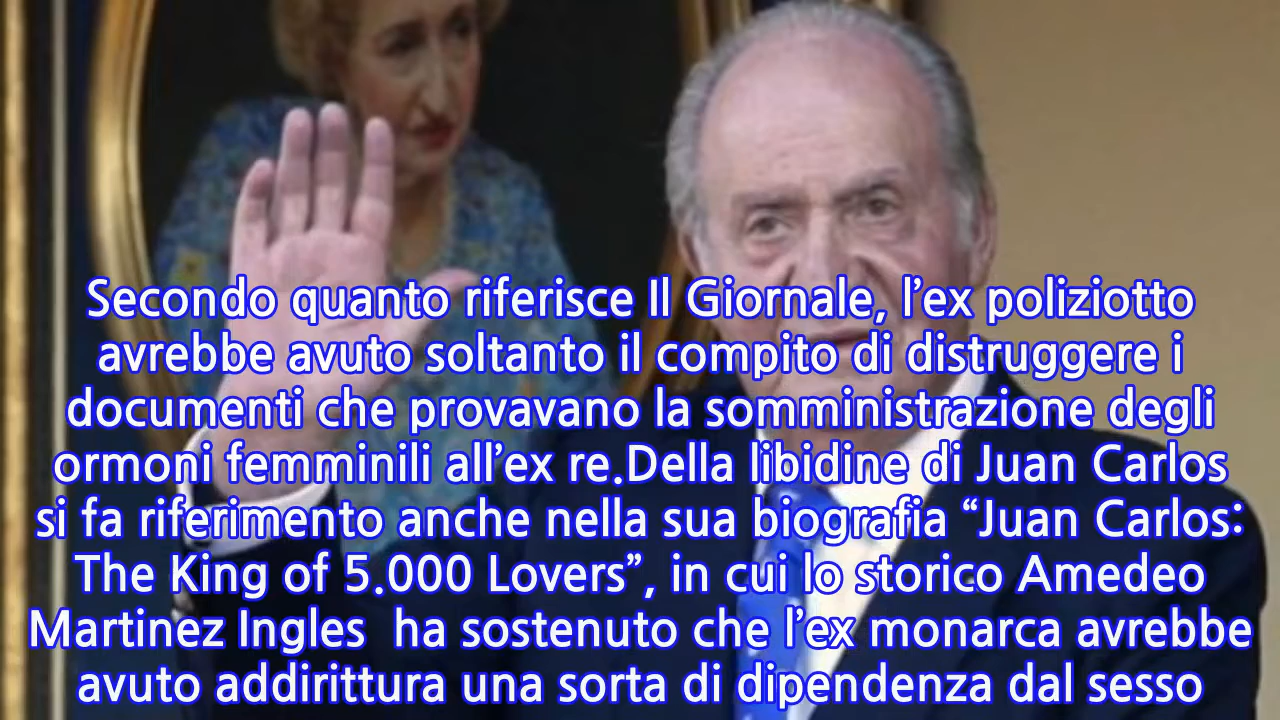 Secondo quanto riferisce Il Giornale, l’ex poliziotto
avrebbe avuto soltanto il compito di distruggere i
documenti che provavano la somministrazione degli
ormoni femminili all’ex re.Della libidine di Juan Carlos
si fa riferimento anche nella sua biografia “Juan Carlos:
The King of 5.000 Lovers”, in cui lo storico Amedeo
Martinez Ingles  ha sostenuto che l’ex monarca avrebbe
avuto addirittura una sorta di dipendenza dal sesso